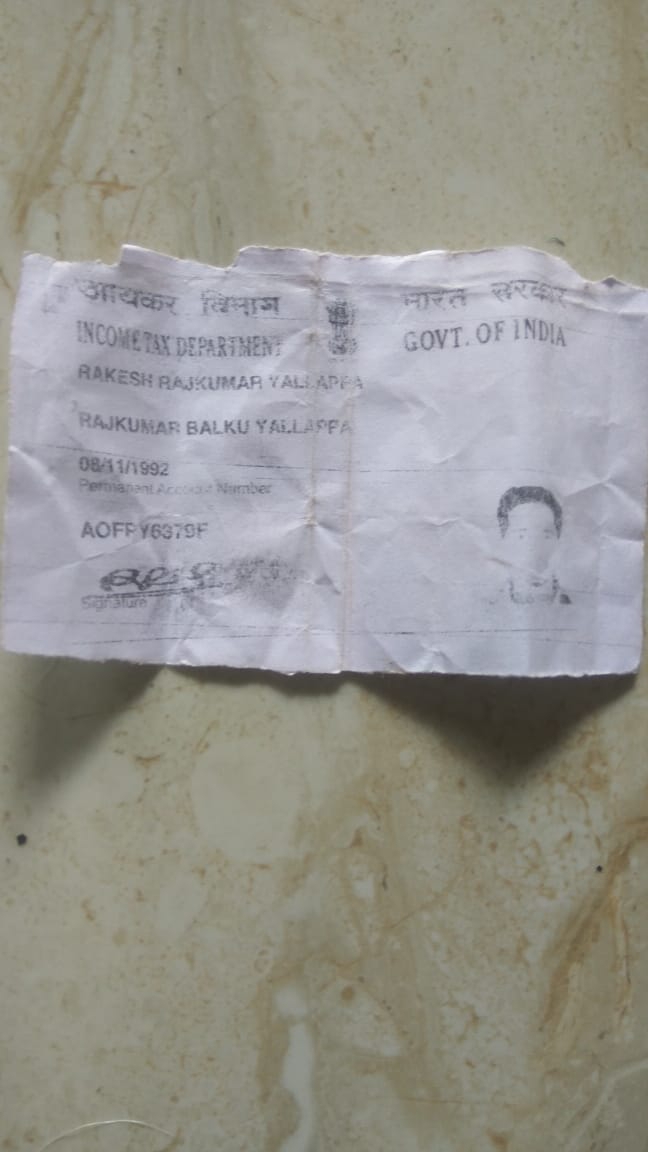 आयकर विभाग
INCOME TAX DEPARTMENT
भारत सरकार
GOVT. OF INDIA
RAKESH RAJKUMAR YALLAPPA
RAJKUMAR BALKU YALLAPPA
08/11/1992
Permanent Account Number
AOFPY6379F
Signature